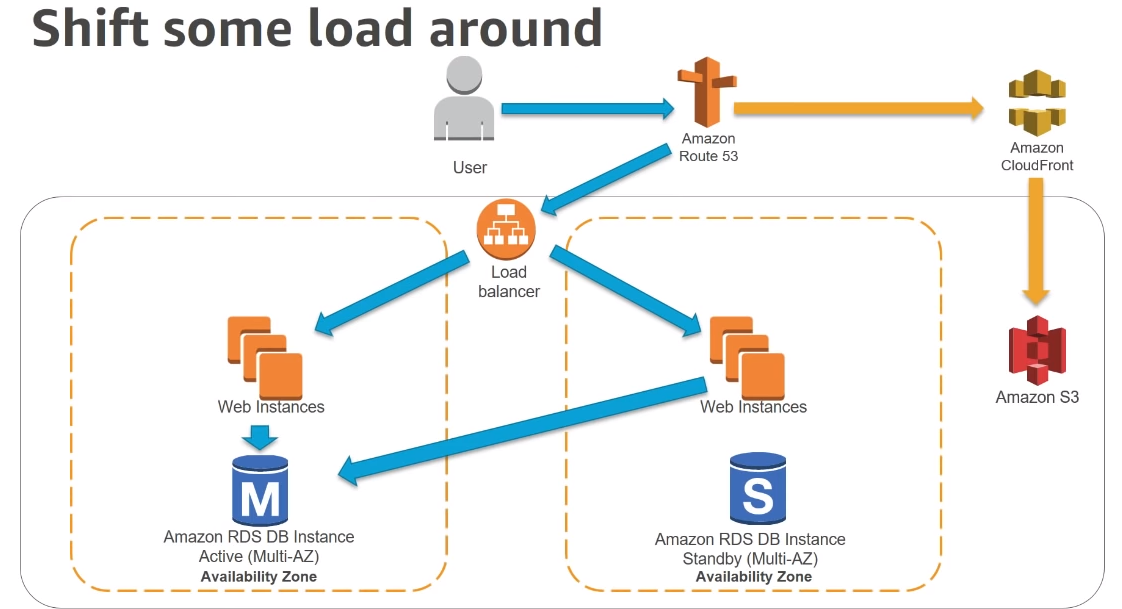 Shift some load around
User
Amazon
Route 53
Amazon
CloudFront
Load
balancer
Web Instances
Web Instances
Amazon S3
M
S
Amazon RDS DB Instance
Active (Multi-AZ)
Availability Zone
Amazon RDS DB Instance
Standby (Multi-AZ)
Availability Zone